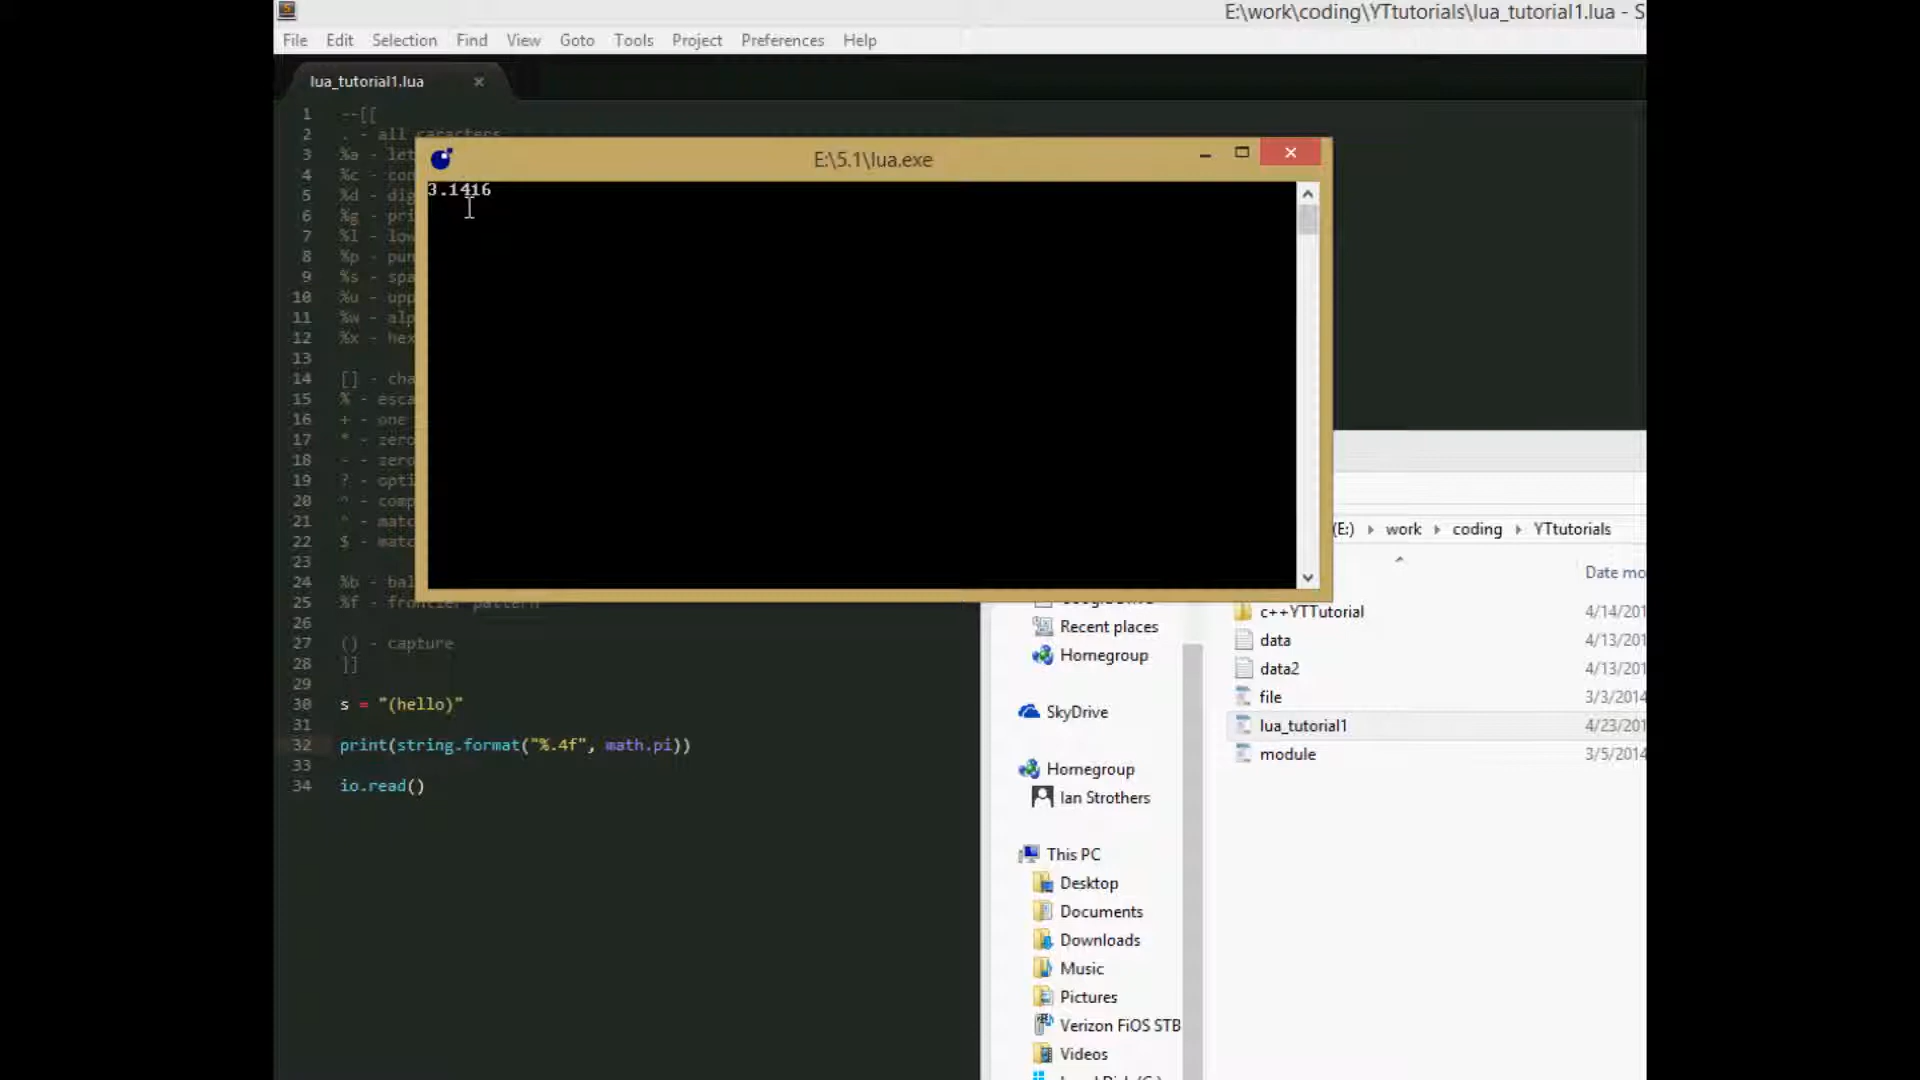 E:\work\coding\YTtutorials\lua_tutorial1.lua - S
File Edit Selection Find View Goto Tools Project Preferences Help
lua_tutorial1.lua
1 --[[
2 . - all caracters
3 %a - let
4 %c - con
5 %d - dig
6 %g - pri
7 %l - low
8 %p - pun
9 %s - spa
10 %u - upp
11 %w - alp
12 %x - hex
13
14 [] - cha
15 % - esca
16 + - one
17 * - zero
18 - - zero
19 ? - opti
20 ^ - comp
21 ^ - matc
22 $ - matc
23
24 %b - bal
25 %f - frontier pattern
26
27 () - capture
28 ]]
29
30 s = "(hello)"
31
32 print(string.format("%.4f", math.pi))
33
34 io.read()
E:\5.1\lua.exe
3.1416
(E:) work coding YTtutorials
Date mo
Recent places
Homegroup
SkyDrive
Homegroup
Ian Strothers
This PC
Desktop
Documents
Downloads
Music
Pictures
Verizon FiOS STB
Videos
c++YTTutorial 4/14/201
data 4/13/201
data2 4/13/201
file 3/3/2014
lua_tutorial1 4/23/201
module 3/5/2014